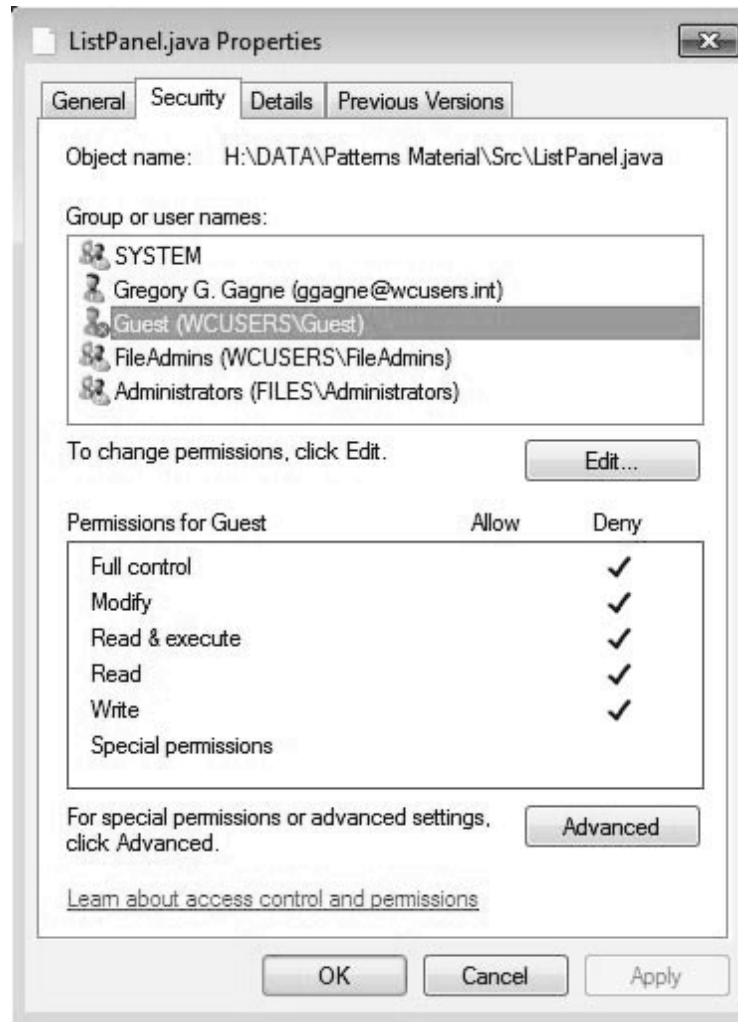 ListPanel.java Properties
General Security Details Previous Versions
Object name: H:\DATA\Patterns Material\Src\ListPanel.java
Group or user names:
SYSTEM
Gregory G. Gagne (ggagne@wcusers.int)
Guest (WCUSERS\Guest)
FileAdmins (WCUSERS\FileAdmins)
Administrators (FILES\Administrators)
To change permissions, click Edit.
Edit...
Permissions for Guest Allow Deny
Full control
Modify
Read & execute
Read
Write
Special permissions
For special permissions or advanced settings,
click Advanced.
Advanced
Learn about access control and permissions
OK Cancel Apply